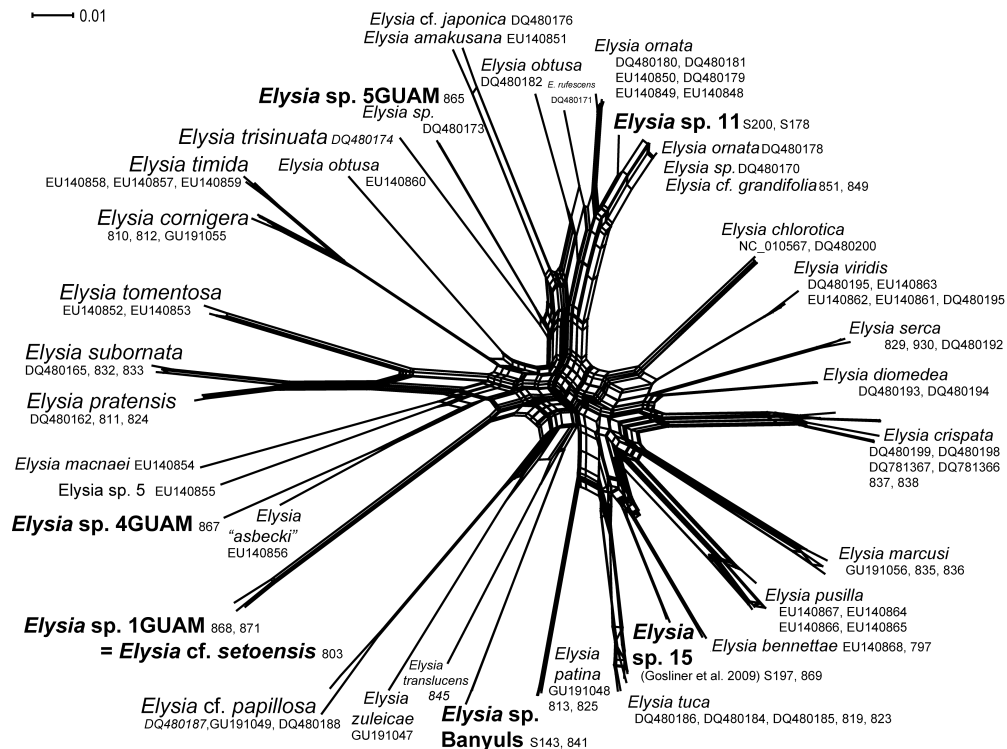 0.01
Elysia cf. japonica DQ480176
Elysia amakusana EU140851
Elysia obtusa
DQ480182
E. rufescens
DQ480171
Elysia ornata
DQ480180, DQ480181
EU140850, DQ480179
EU140849, EU140848
Elysia sp. 5GUAM 865
Elysia sp.
DQ480173
Elysia sp. 11 S200, S178
Elysia trisinuata DQ480174
Elysia ornata DQ480178
Elysia timida
EU140858, EU140857, EU140859
Elysia obtusa
EU140860
Elysia sp. DQ480170
Elysia cf. grandifolia 851, 849
Elysia cornigera
810, 812, GU191055
Elysia chlorotica
NC_010567, DQ480200
Elysia viridis
DQ480195, EU140863
EU140862, EU140861, DQ480195
Elysia tomentosa
EU140852, EU140853
Elysia serca
829, 930, DQ480192
Elysia subornata
DQ480165, 832, 833
Elysia diomedea
DQ480193, DQ480194
Elysia pratensis
DQ480162, 811, 824
Elysia crispata
DQ480199, DQ480198
DQ781367, DQ781366
837, 838
Elysia macnaei EU140854
Elysia sp. 5 EU140855
Elysia sp. 4GUAM 867
Elysia
“asbecki”
EU140856
Elysia marcusi
GU191056, 835, 836
Elysia pusilla
EU140867, EU140864
EU140866, EU140865
Elysia sp. 1GUAM 868, 871
= Elysia cf. setoensis 803
Elysia bennettae EU140868, 797
Elysia
sp. 15
(Gosliner et al. 2009) S197, 869
Elysia cf. papillosa
DQ480187,GU191049, DQ480188
Elysia
zuleicae
GU191047
Elysia
translucens
845
Elysia sp.
Banyuls S143, 841
Elysia
patina
GU191048
813, 825
Elysia tuca
DQ480186, DQ480184, DQ480185, 819, 823